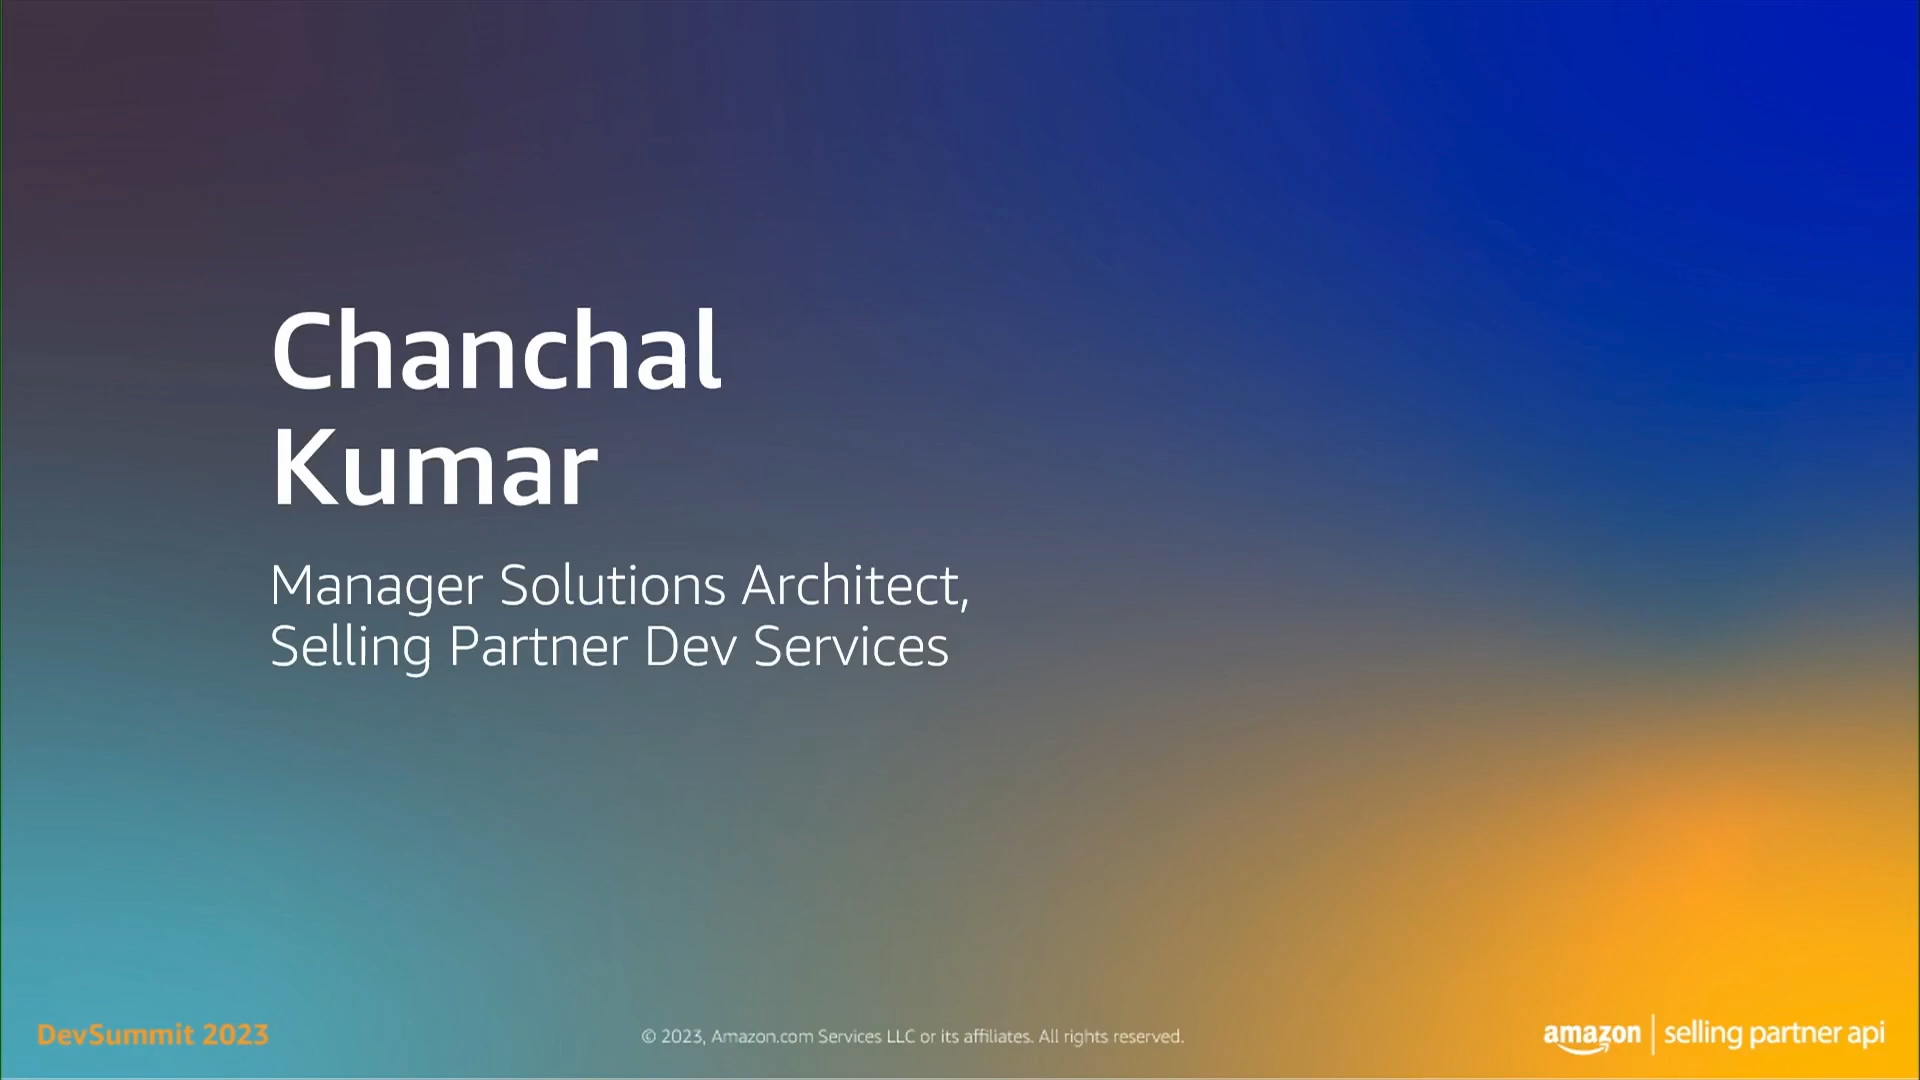 Chanchal
Kumar
Manager Solutions Architect,
Selling Partner Dev Services
DevSummit 2023
© 2023, Amazon.com Services LLC or its affiliates. All rights reserved.
amazon | selling partner api